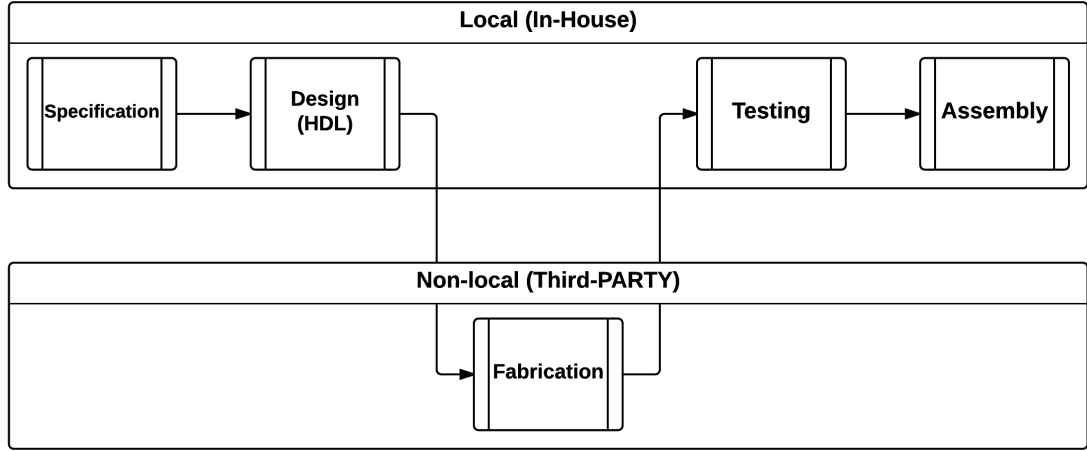 Local (In-House)
Specification
Design
(HDL)
Testing
Assembly
Non-local (Third-PARTY)
Fabrication